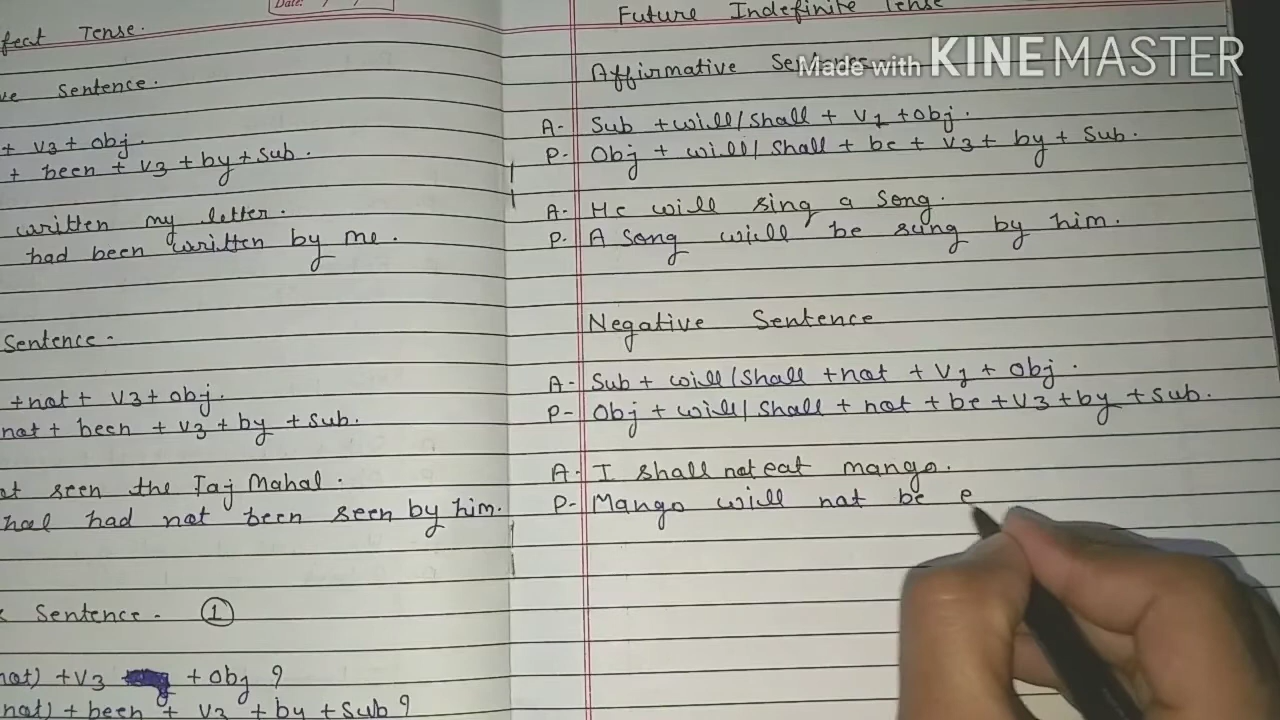 Date:
fect Tense.
ve Sentence.
+ V3 + obj.
+ been + V3 + by + sub.
written my letter.
had been written by me.
Sentence -
+ not + V3 + obj.
not + been + V3 + by + sub.
ot seen the Taj Mahal.
hal had not been seen by him.
Sentence - 1
not) + V3 + obj ?
not) + been + V3 + by + sub ?
Future Indefinite Tense
Affirmative
Made with KINEMASTER
A- Sub + will/shall + V1 + obj.
P- Obj + will/shall + be + V3 + by + sub.
A- He will sing a song.
P- A song will be sung by him.
Negative Sentence
A- Sub + will/shall + not + V1 + obj.
P- Obj + will/shall + not + be + V3 + by + sub.
A- I shall not eat mango.
P- Mango will not be e